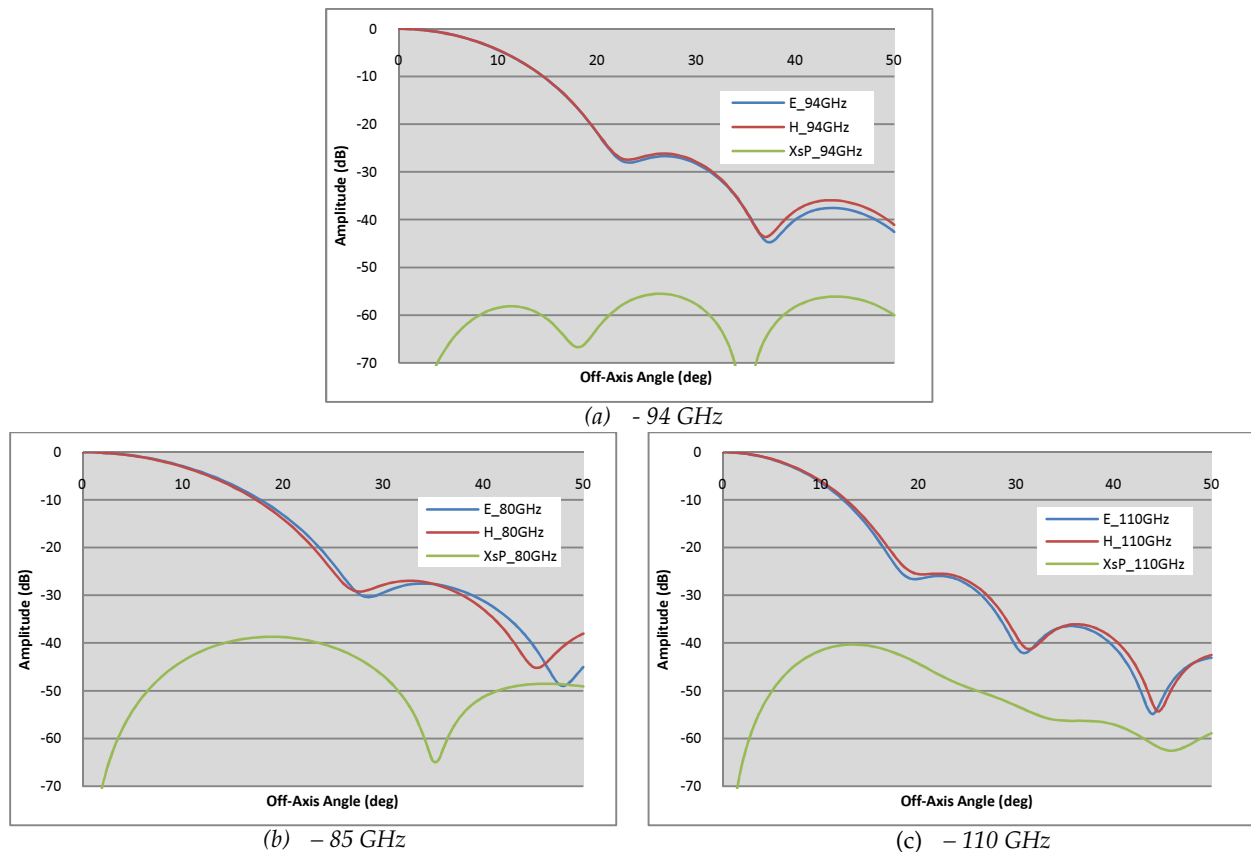 0
0 10 20 30 40 50
-10
-20
-30
-40
-50
-60
-70
Amplitude (dB)
E_94GHz
H_94GHz
XsP_94GHz
Off-Axis Angle (deg)
(a) - 94 GHz
0
0 10 20 30 40 50
-10
-20
-30
-40
-50
-60
-70
Amplitude (dB)
E_80GHz
H_80GHz
XsP_80GHz
Off-Axis Angle (deg)
(b) – 85 GHz
0
0 10 20 30 40 50
-10
-20
-30
-40
-50
-60
-70
Amplitude (dB)
E_110GHz
H_110GHz
XsP_110GHz
Off-Axis Angle (deg)
(c) – 110 GHz